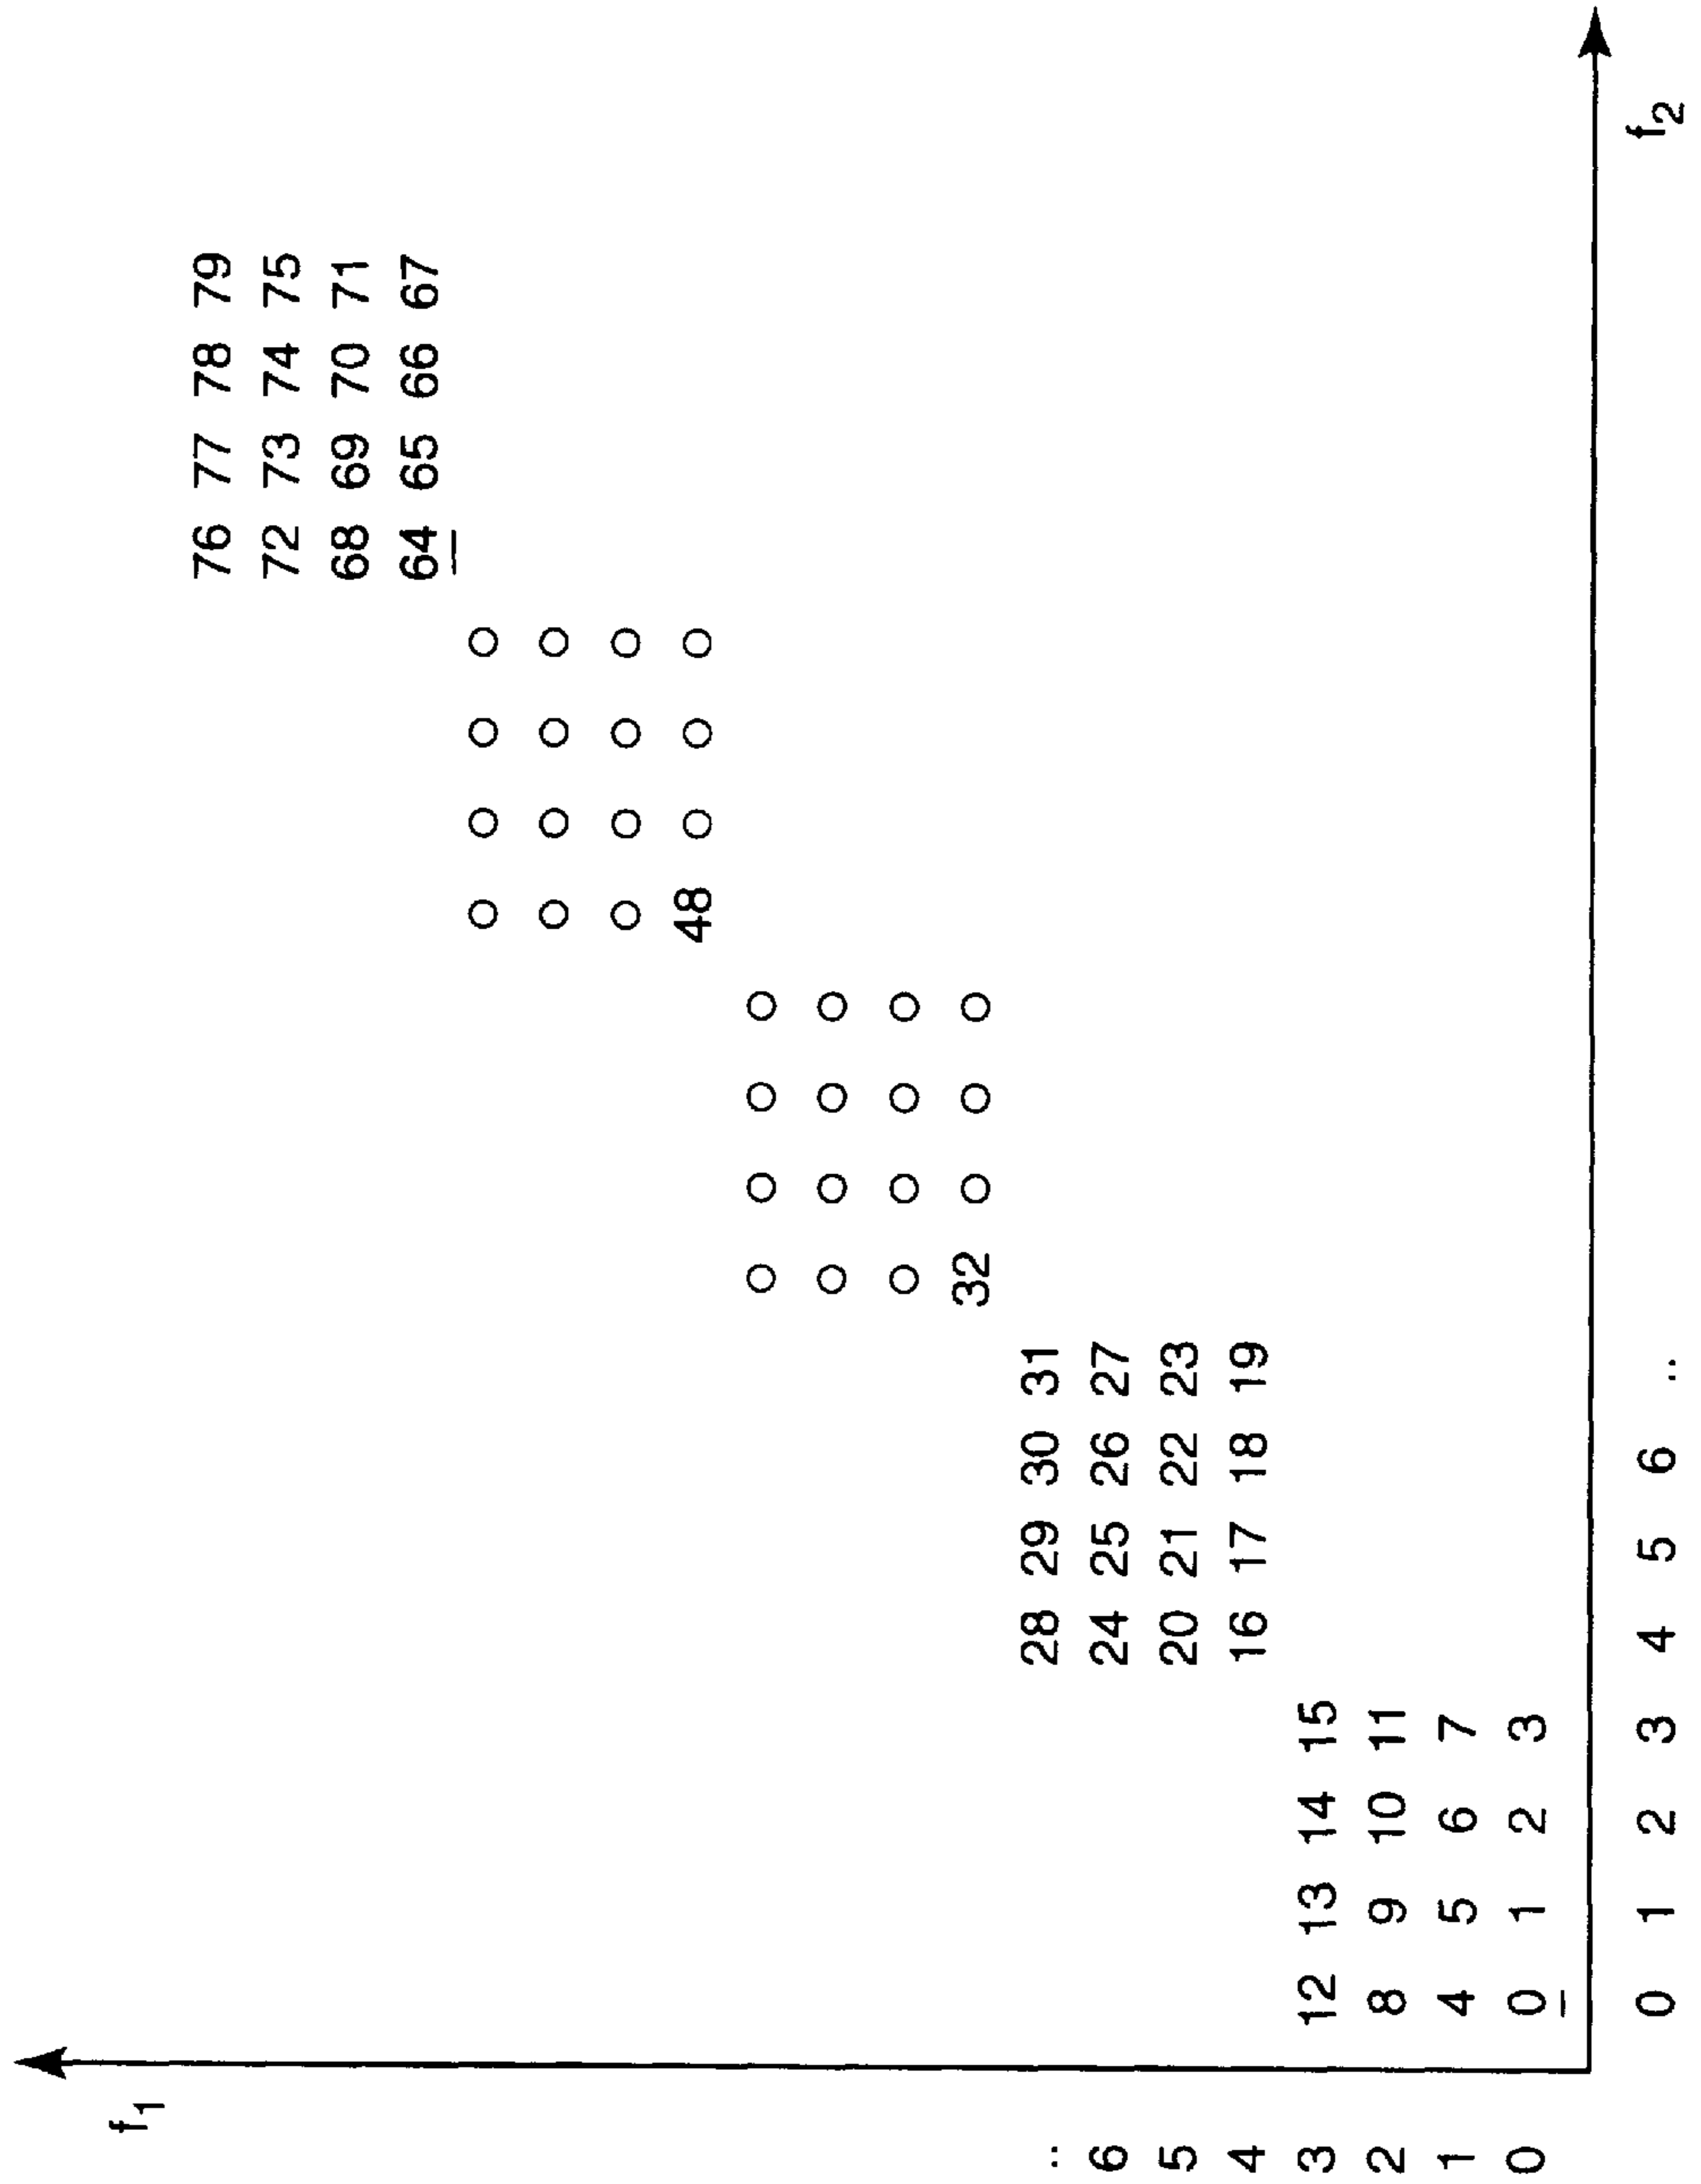 f1
76 77 78 79
72 73 74 75
68 69 70 71
64 65 66 67
48
32
.. 28 29 30 31
6 24 25 26 27
5 20 21 22 23
4 16 17 18 19
3 12 13 14 15
2 8 9 10 11
1 4 5 6 7
0 0 1 2 3
0 1 2 3 4 5 6 .. f2